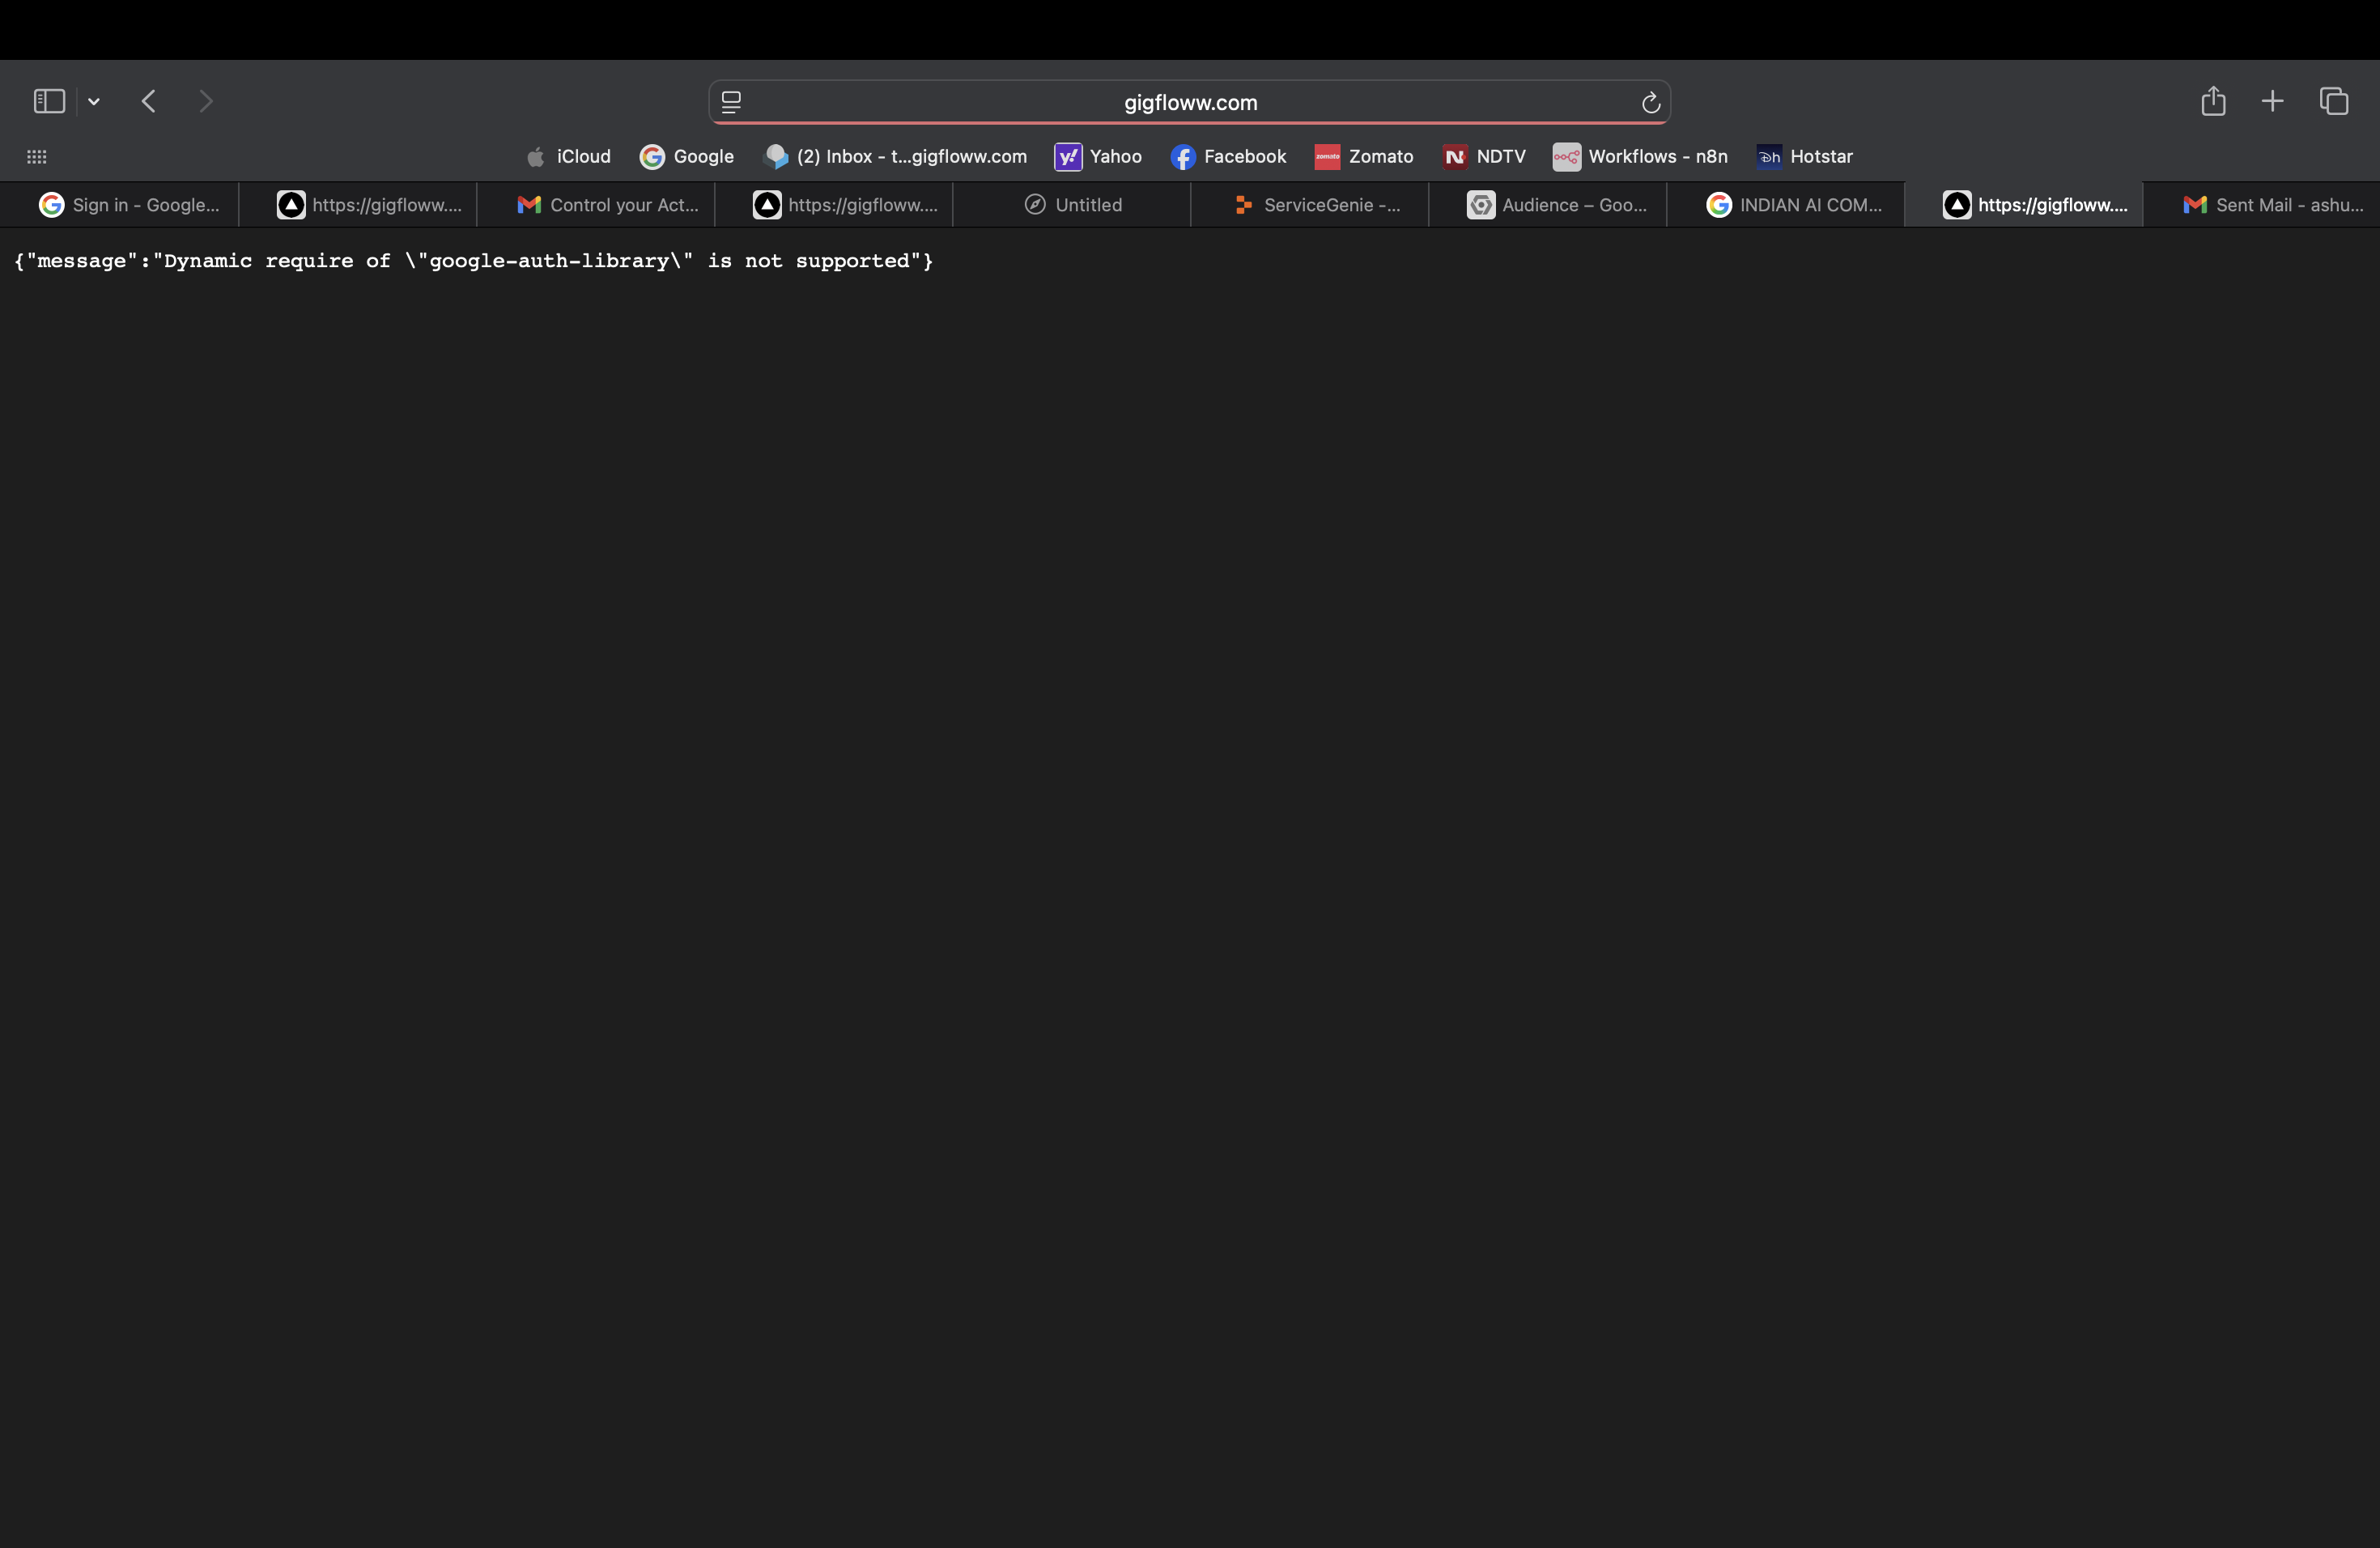 gigfloww.com
iCloud
Google
(2) Inbox - t...gigfloww.com
y!
Yahoo
Facebook
zomato
Zomato
N
NDTV
Workflows - n8n
Dh
Hotstar
Sign in - Google...
https://gigfloww....
Control your Act...
https://gigfloww....
Untitled
ServiceGenie -...
Audience – Goo...
INDIAN AI COM...
https://gigfloww....
Sent Mail - ashu...
{"message":"Dynamic require of \"google-auth-library\" is not supported"}